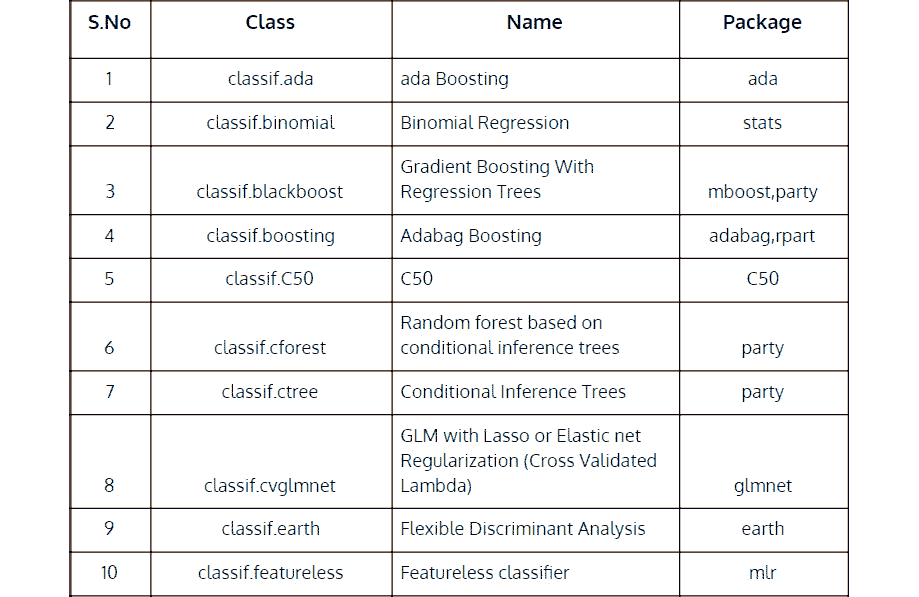 S.No Class Name Package
1 classif.ada ada Boosting ada
2 classif.binomial Binomial Regression stats
Gradient Boosting With
3 classif.blackboost Regression Trees mboost,party
4 classif.boosting Adabag Boosting adabag,rpart
5 classif.C50 C50 C50
Random forest based on
6 classif.cforest conditional inference trees party
7 classif.ctree Conditional Inference Trees party
GLM with Lasso or Elastic net
Regularization (Cross Validated
8 classif.cvglmnet Lambda) glmnet
9 classif.earth Flexible Discriminant Analysis earth
10 classif.featureless Featureless classifier mlr